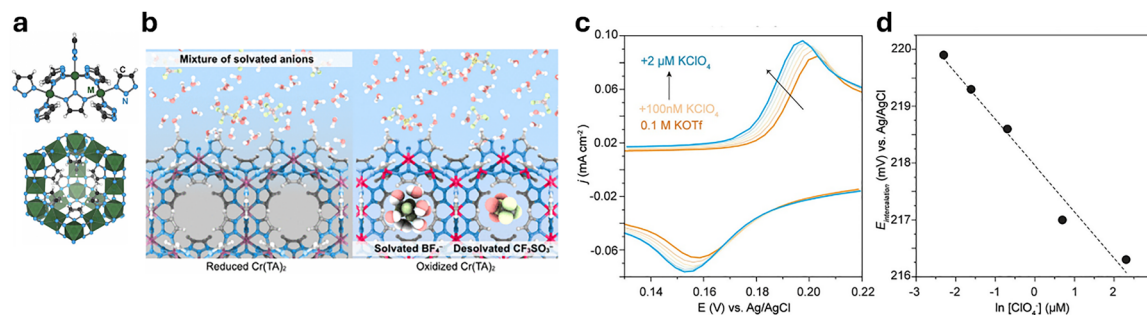 a
b
c
d
C
M
N
Mixture of solvated anions
Solvated BF₄⁻
Desolvated CF₃SO₃⁻
Reduced Cr(TA)₂
Oxidized Cr(TA)₂
0.10
0.06
0.02
-0.02
-0.06
j (mA cm⁻²)
+2 µM KClO₄
+100nM KClO₄
0.1 M KOTf
0.14
0.16
0.18
0.20
0.22
E (V) vs. Ag/AgCl
220
219
218
217
216
E intercalation (mV) vs. Ag/AgCl
-3
-2
-1
0
1
2
ln [ClO₄⁻] (µM)